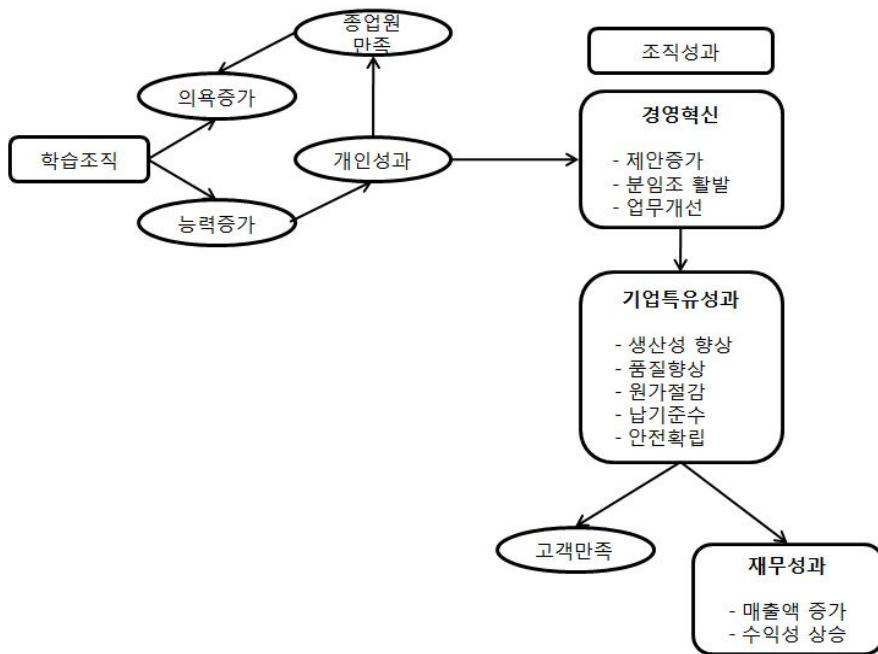 종업원
만족
조직성과
의욕증가
경영혁신
- 제안증가
- 분임조 활발
- 업무개선
학습조직
개인성과
능력증가
기업특유성과
- 생산성 향상
- 품질향상
- 원가절감
- 납기준수
- 안전확립
고객만족
재무성과
- 매출액 증가
- 수익성 상승